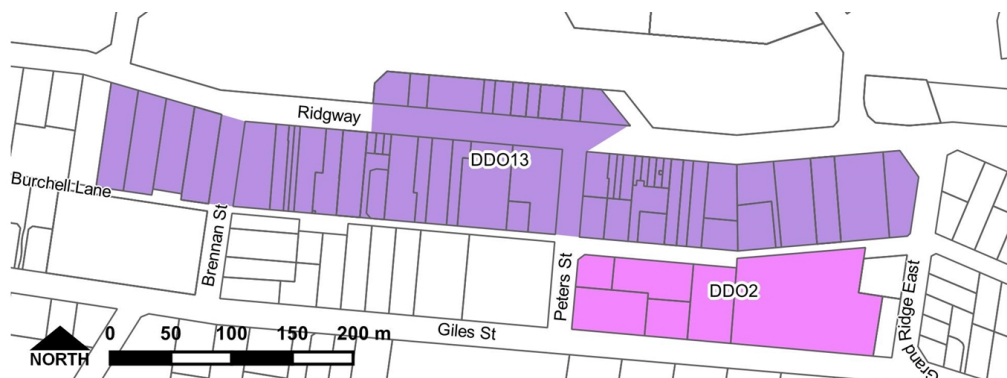 Ridgway
DDO13
Burchell Lane
Brennan St
Peters St
DDO2
Grand Ridge East
Giles St
0 50 100 150 200 m
NORTH